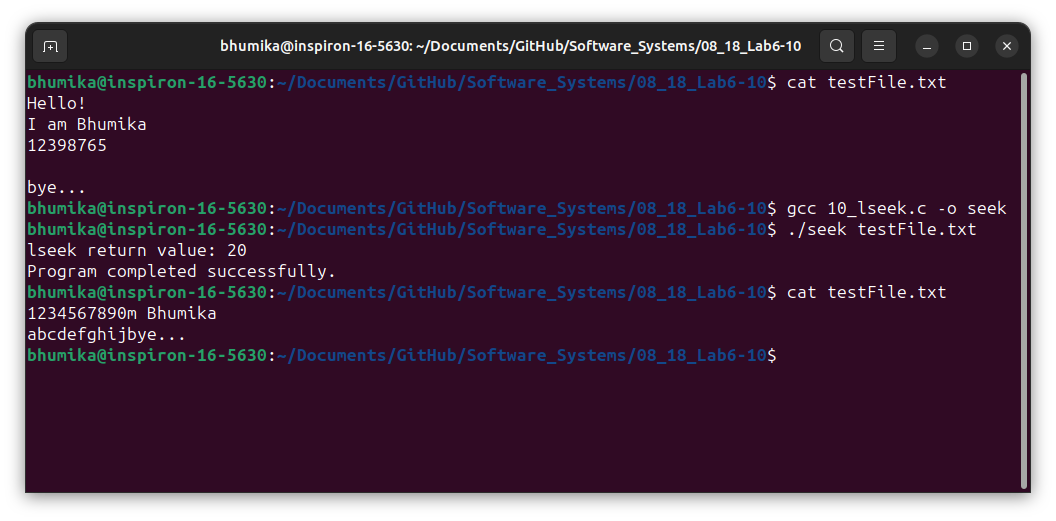 bhumika@inspiron-16-5630: ~/Documents/GitHub/Software_Systems/08_18_Lab6-10
bhumika@inspiron-16-5630:~/Documents/GitHub/Software_Systems/08_18_Lab6-10$ cat testFile.txt
Hello!
I am Bhumika
12398765
bye...
bhumika@inspiron-16-5630:~/Documents/GitHub/Software_Systems/08_18_Lab6-10$ gcc 10_lseek.c -o seek
bhumika@inspiron-16-5630:~/Documents/GitHub/Software_Systems/08_18_Lab6-10$ ./seek testFile.txt
lseek return value: 20
Program completed successfully.
bhumika@inspiron-16-5630:~/Documents/GitHub/Software_Systems/08_18_Lab6-10$ cat testFile.txt
1234567890m Bhumika
abcdefghijbye...
bhumika@inspiron-16-5630:~/Documents/GitHub/Software_Systems/08_18_Lab6-10$